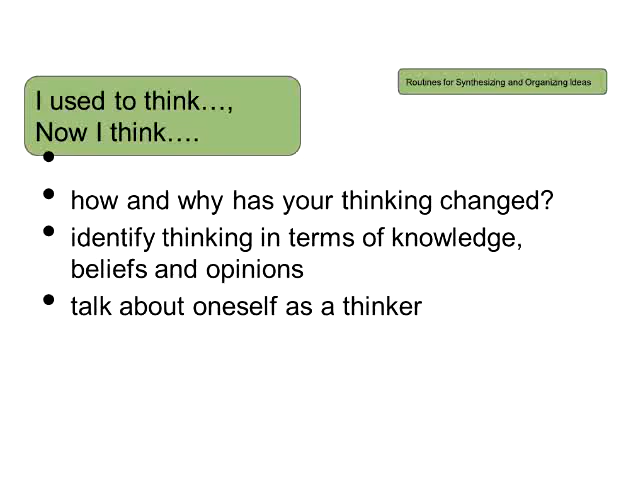 Routines for Synthesizing and Organizing Ideas
I used to think…,
Now I think….
•
• how and why has your thinking changed?
• identify thinking in terms of knowledge,
beliefs and opinions
• talk about oneself as a thinker